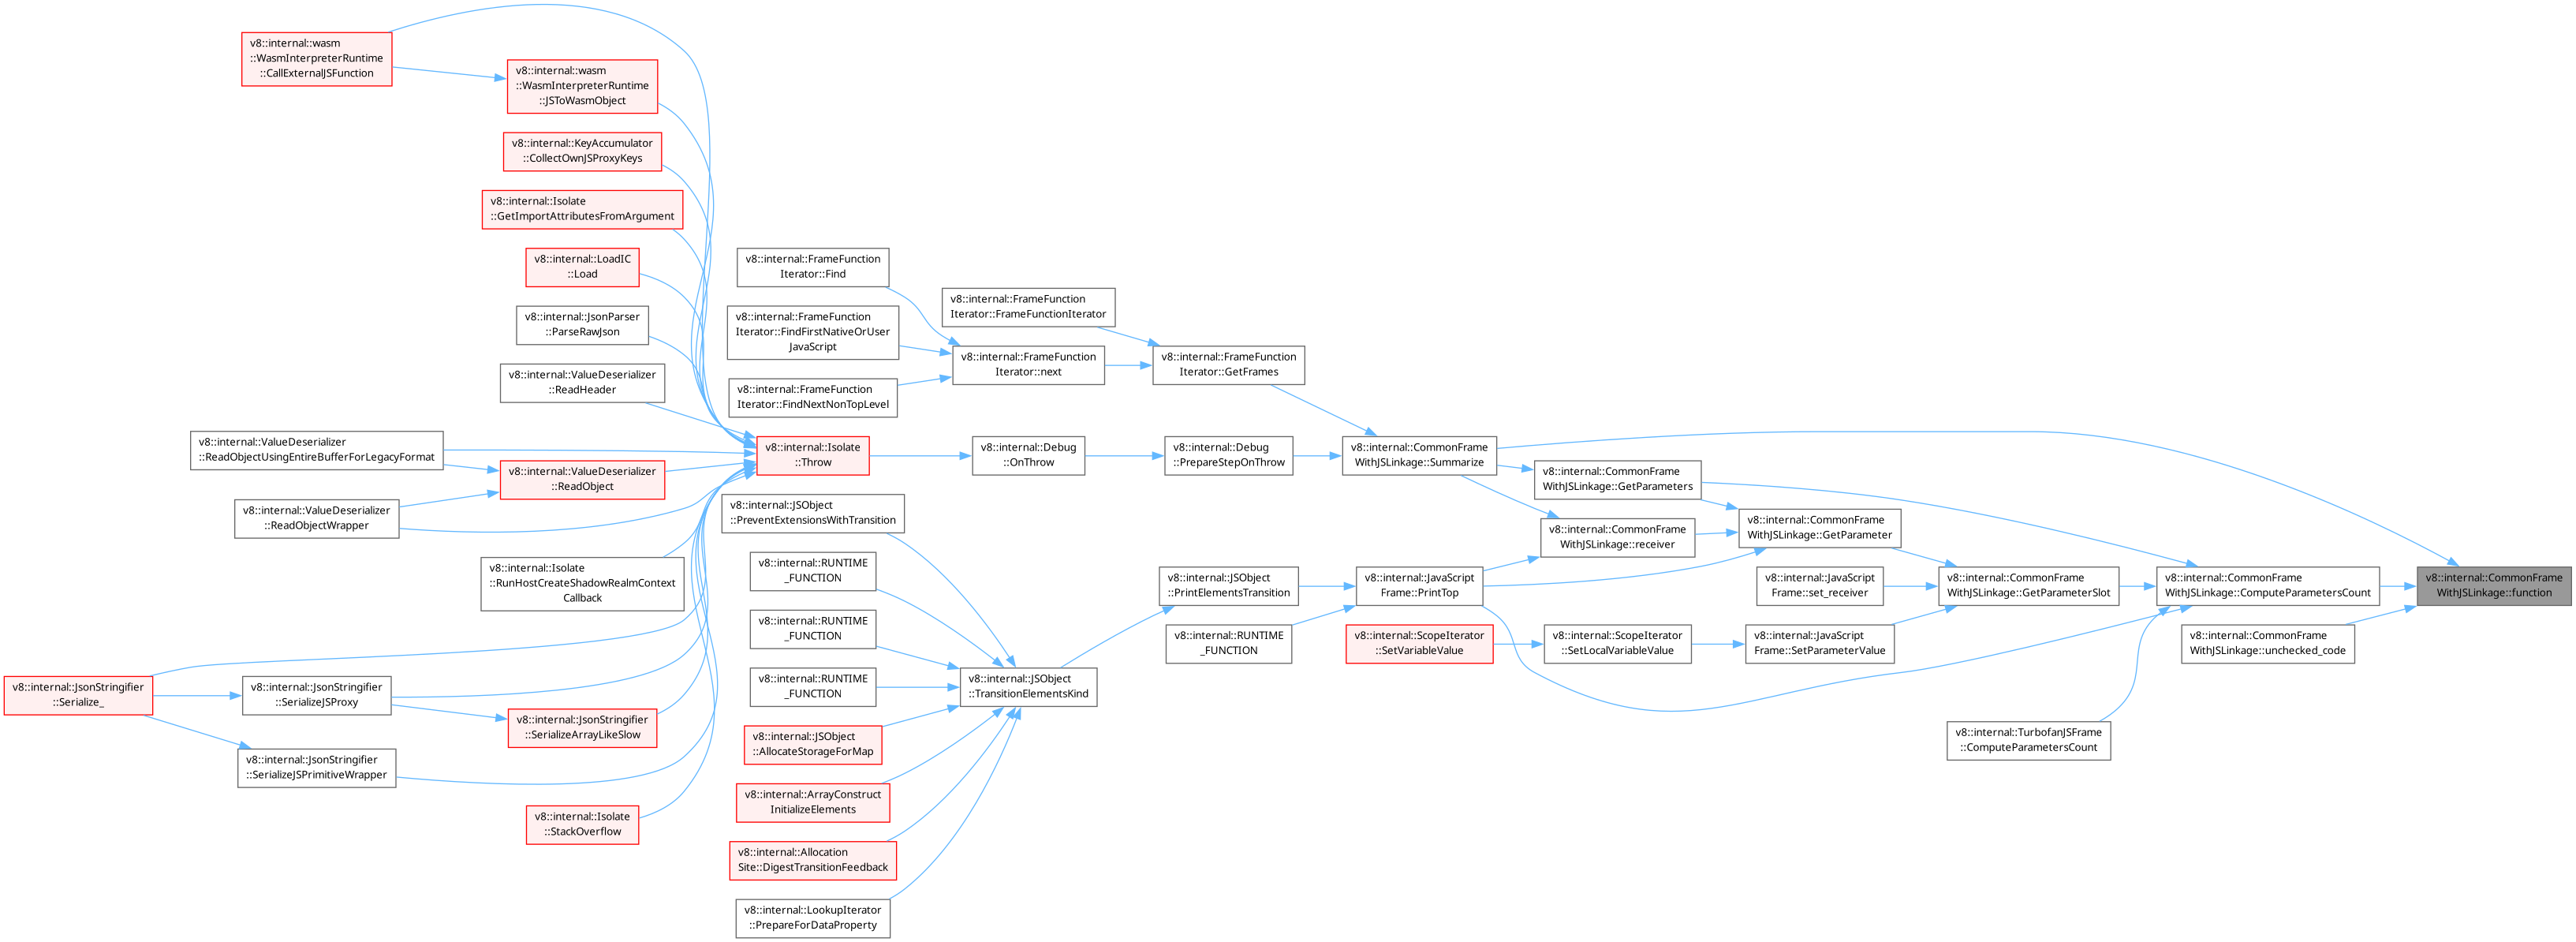 v8::internal::wasm
::WasmInterpreterRuntime
::CallExternalJSFunction
v8::internal::wasm
::WasmInterpreterRuntime
::JSToWasmObject
v8::internal::KeyAccumulator
::CollectOwnJSProxyKeys
v8::internal::Isolate
::GetImportAttributesFromArgument
v8::internal::LoadIC
::Load
v8::internal::JsonParser
::ParseRawJson
v8::internal::ValueDeserializer
::ReadHeader
v8::internal::ValueDeserializer
::ReadObjectUsingEntireBufferForLegacyFormat
v8::internal::ValueDeserializer
::ReadObject
v8::internal::ValueDeserializer
::ReadObjectWrapper
v8::internal::Isolate
::RunHostCreateShadowRealmContext
Callback
v8::internal::JsonStringifier
::Serialize_
v8::internal::JsonStringifier
::SerializeJSProxy
v8::internal::JsonStringifier
::SerializeArrayLikeSlow
v8::internal::JsonStringifier
::SerializeJSPrimitiveWrapper
v8::internal::Isolate
::StackOverflow
v8::internal::FrameFunction
Iterator::Find
v8::internal::FrameFunction
Iterator::FindFirstNativeOrUser
JavaScript
v8::internal::FrameFunction
Iterator::FindNextNonTopLevel
v8::internal::Isolate
::Throw
v8::internal::JSObject
::PreventExtensionsWithTransition
v8::internal::RUNTIME
_FUNCTION
v8::internal::RUNTIME
_FUNCTION
v8::internal::RUNTIME
_FUNCTION
v8::internal::JSObject
::AllocateStorageForMap
v8::internal::ArrayConstruct
InitializeElements
v8::internal::Allocation
Site::DigestTransitionFeedback
v8::internal::LookupIterator
::PrepareForDataProperty
v8::internal::FrameFunction
Iterator::FrameFunctionIterator
v8::internal::FrameFunction
Iterator::next
v8::internal::Debug
::OnThrow
v8::internal::JSObject
::TransitionElementsKind
v8::internal::FrameFunction
Iterator::GetFrames
v8::internal::Debug
::PrepareStepOnThrow
v8::internal::JSObject
::PrintElementsTransition
v8::internal::RUNTIME
_FUNCTION
v8::internal::CommonFrame
WithJSLinkage::Summarize
v8::internal::JavaScript
Frame::PrintTop
v8::internal::ScopeIterator
::SetVariableValue
v8::internal::CommonFrame
WithJSLinkage::GetParameters
v8::internal::CommonFrame
WithJSLinkage::receiver
v8::internal::ScopeIterator
::SetLocalVariableValue
v8::internal::CommonFrame
WithJSLinkage::GetParameter
v8::internal::JavaScript
Frame::set_receiver
v8::internal::JavaScript
Frame::SetParameterValue
v8::internal::CommonFrame
WithJSLinkage::GetParameterSlot
v8::internal::TurbofanJSFrame
::ComputeParametersCount
v8::internal::CommonFrame
WithJSLinkage::ComputeParametersCount
v8::internal::CommonFrame
WithJSLinkage::unchecked_code
v8::internal::CommonFrame
WithJSLinkage::function